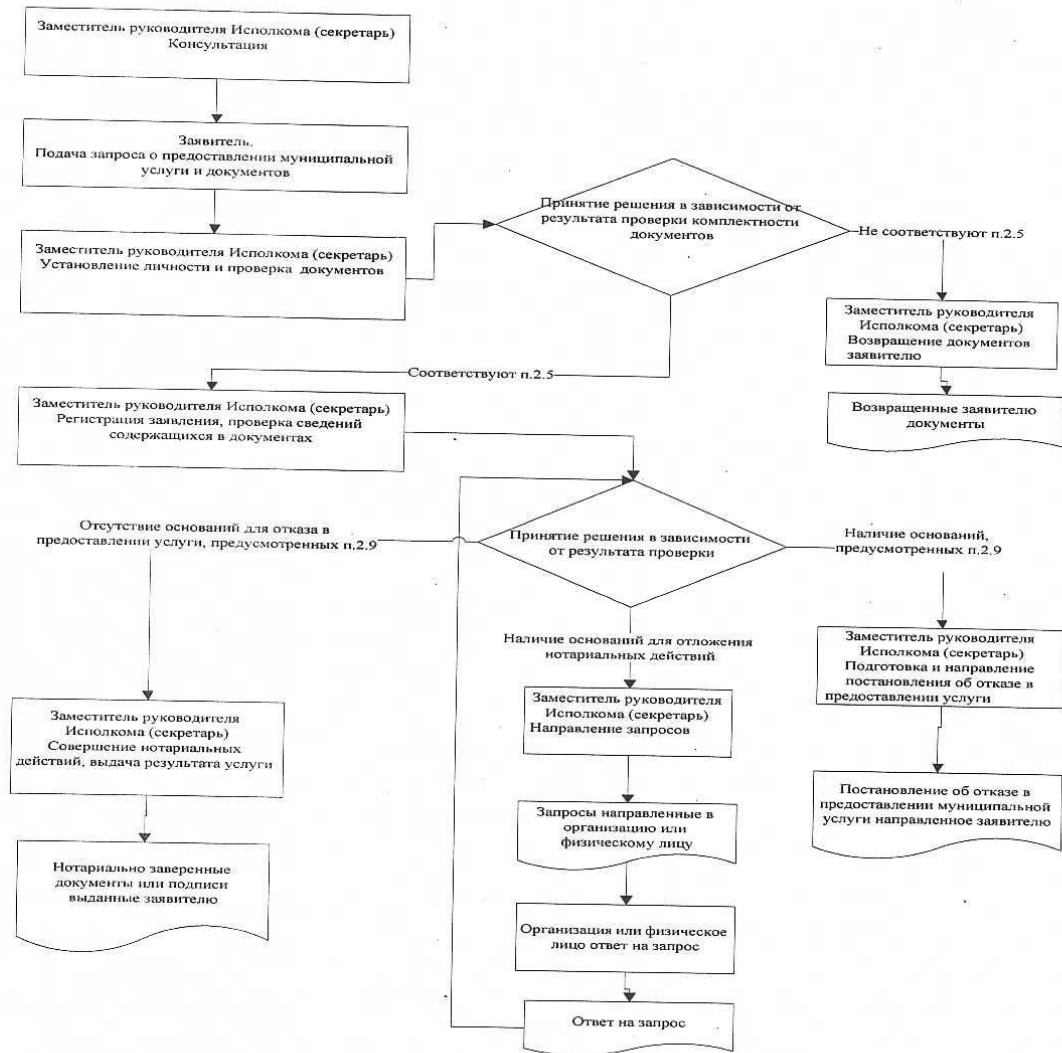 Заместитель руководителя Исполкома (секретарь)
Консультация
Заявитель.
Подача запроса о предоставлении муниципальной
услуги и документов
Заместитель руководителя Исполкома (секретарь)
Установление личности и проверка документов
Принятие решения в зависимости от
результата проверки комплектности
документов
Не соответствуют п.2.5
Заместитель руководителя
Исполкома (секретарь)
Возвращение документов
заявителю
Возвращенные заявителю
документы
Соответствуют п.2.5
Заместитель руководителя Исполкома (секретарь)
Регистрация заявления, проверка сведений
содержащихся в документах
Принятие решения в зависимости
от результата проверки
Отсутствие оснований для отказа в
предоставлении услуги, предусмотренных п.2.9
Наличие оснований,
предусмотренных п.2.9
Наличие оснований для отложения
нотариальных действий
Заместитель руководителя
Исполкома (секретарь)
Совершение нотариальных
действий, выдача результата услуги
Нотариально заверенные
документы или подписи
выданные заявителю
Заместитель руководителя
Исполкома (секретарь)
Направление запросов
Запросы направленные в
организацию или
физическому лицу
Организация или физическое
лицо ответ на запрос
Ответ на запрос
Заместитель руководителя
Исполкома (секретарь)
Подготовка и направление
постановления об отказе в
предоставлении услуги
Постановление об отказе в
предоставлении муниципальной
услуги направленное заявителю